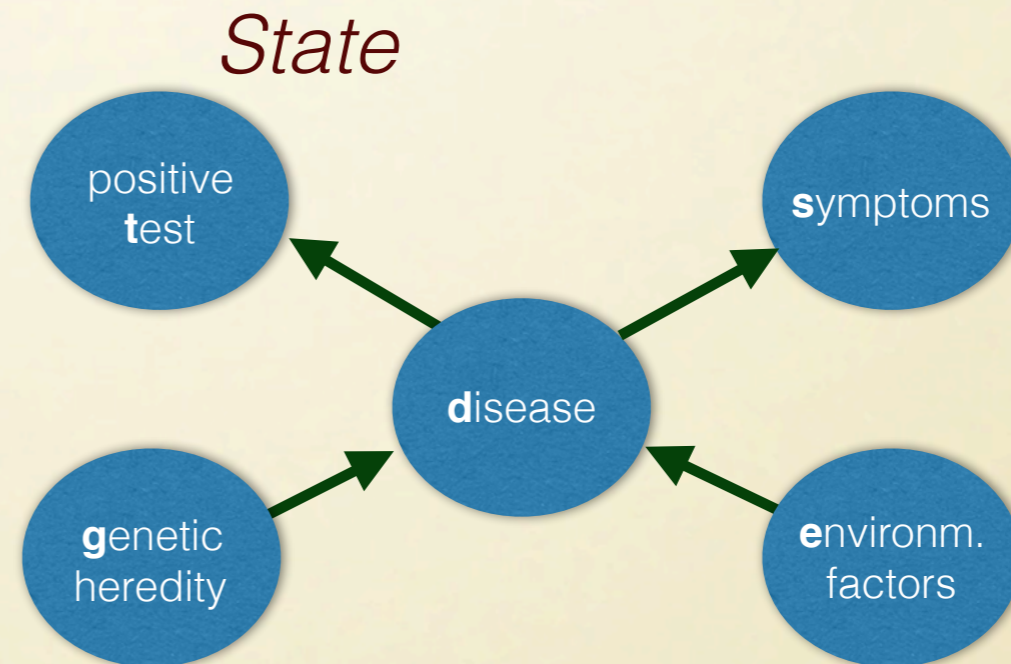 State
positive
test
symptoms
disease
genetic
heredity
environm.
factors